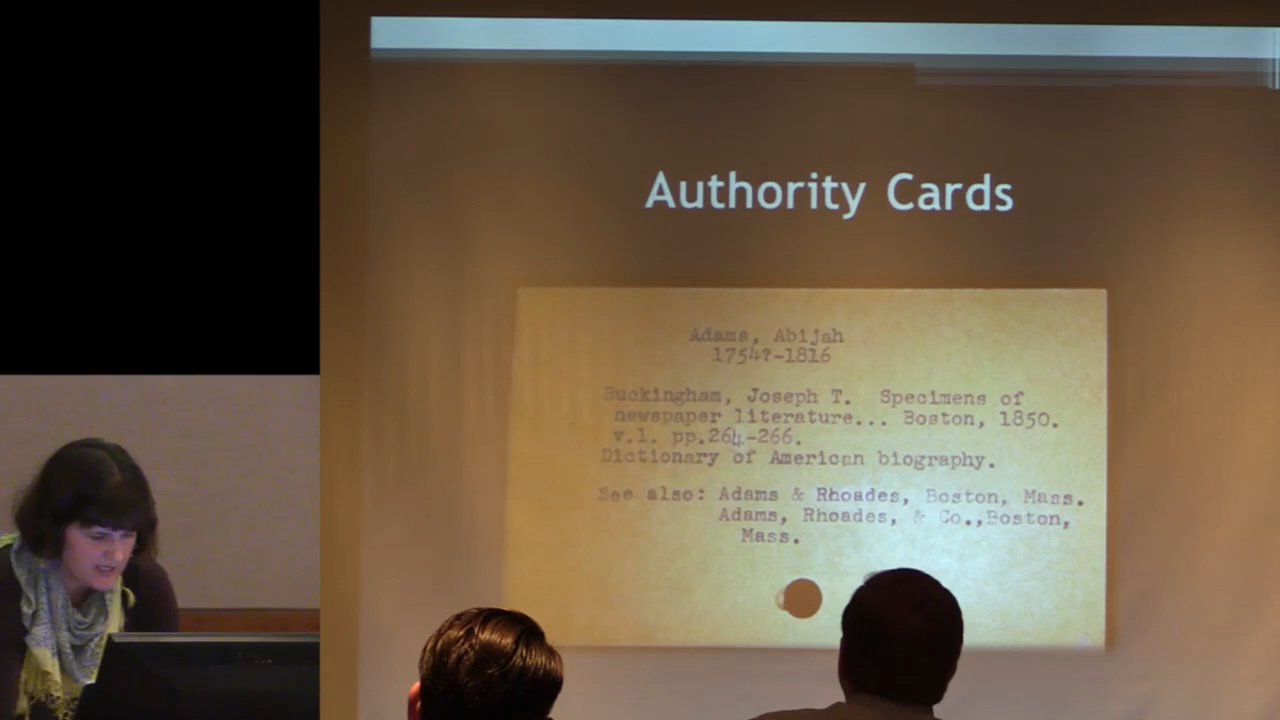 Authority Cards
Adams, Abijah
1754?-1816
Buckingham, Joseph T. Specimens of
newspaper literature... Boston, 1850.
v.1. pp.264-266.
Dictionary of American biography.
See also: Adams & Rhoades, Boston, Mass.
Adams, Rhoades, & Co.,Boston,
Mass.